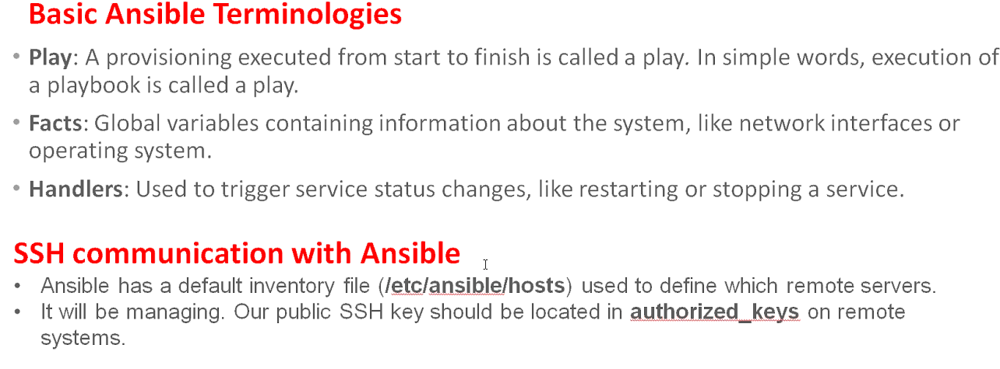 Basic Ansible Terminologies
• Play: A provisioning executed from start to finish is called a play. In simple words, execution of
a playbook is called a play.
• Facts: Global variables containing information about the system, like network interfaces or
operating system.
• Handlers: Used to trigger service status changes, like restarting or stopping a service.
SSH communication with Ansible
• Ansible has a default inventory file (/etc/ansible/hosts) used to define which remote servers.
• It will be managing. Our public SSH key should be located in authorized_keys on remote
systems.